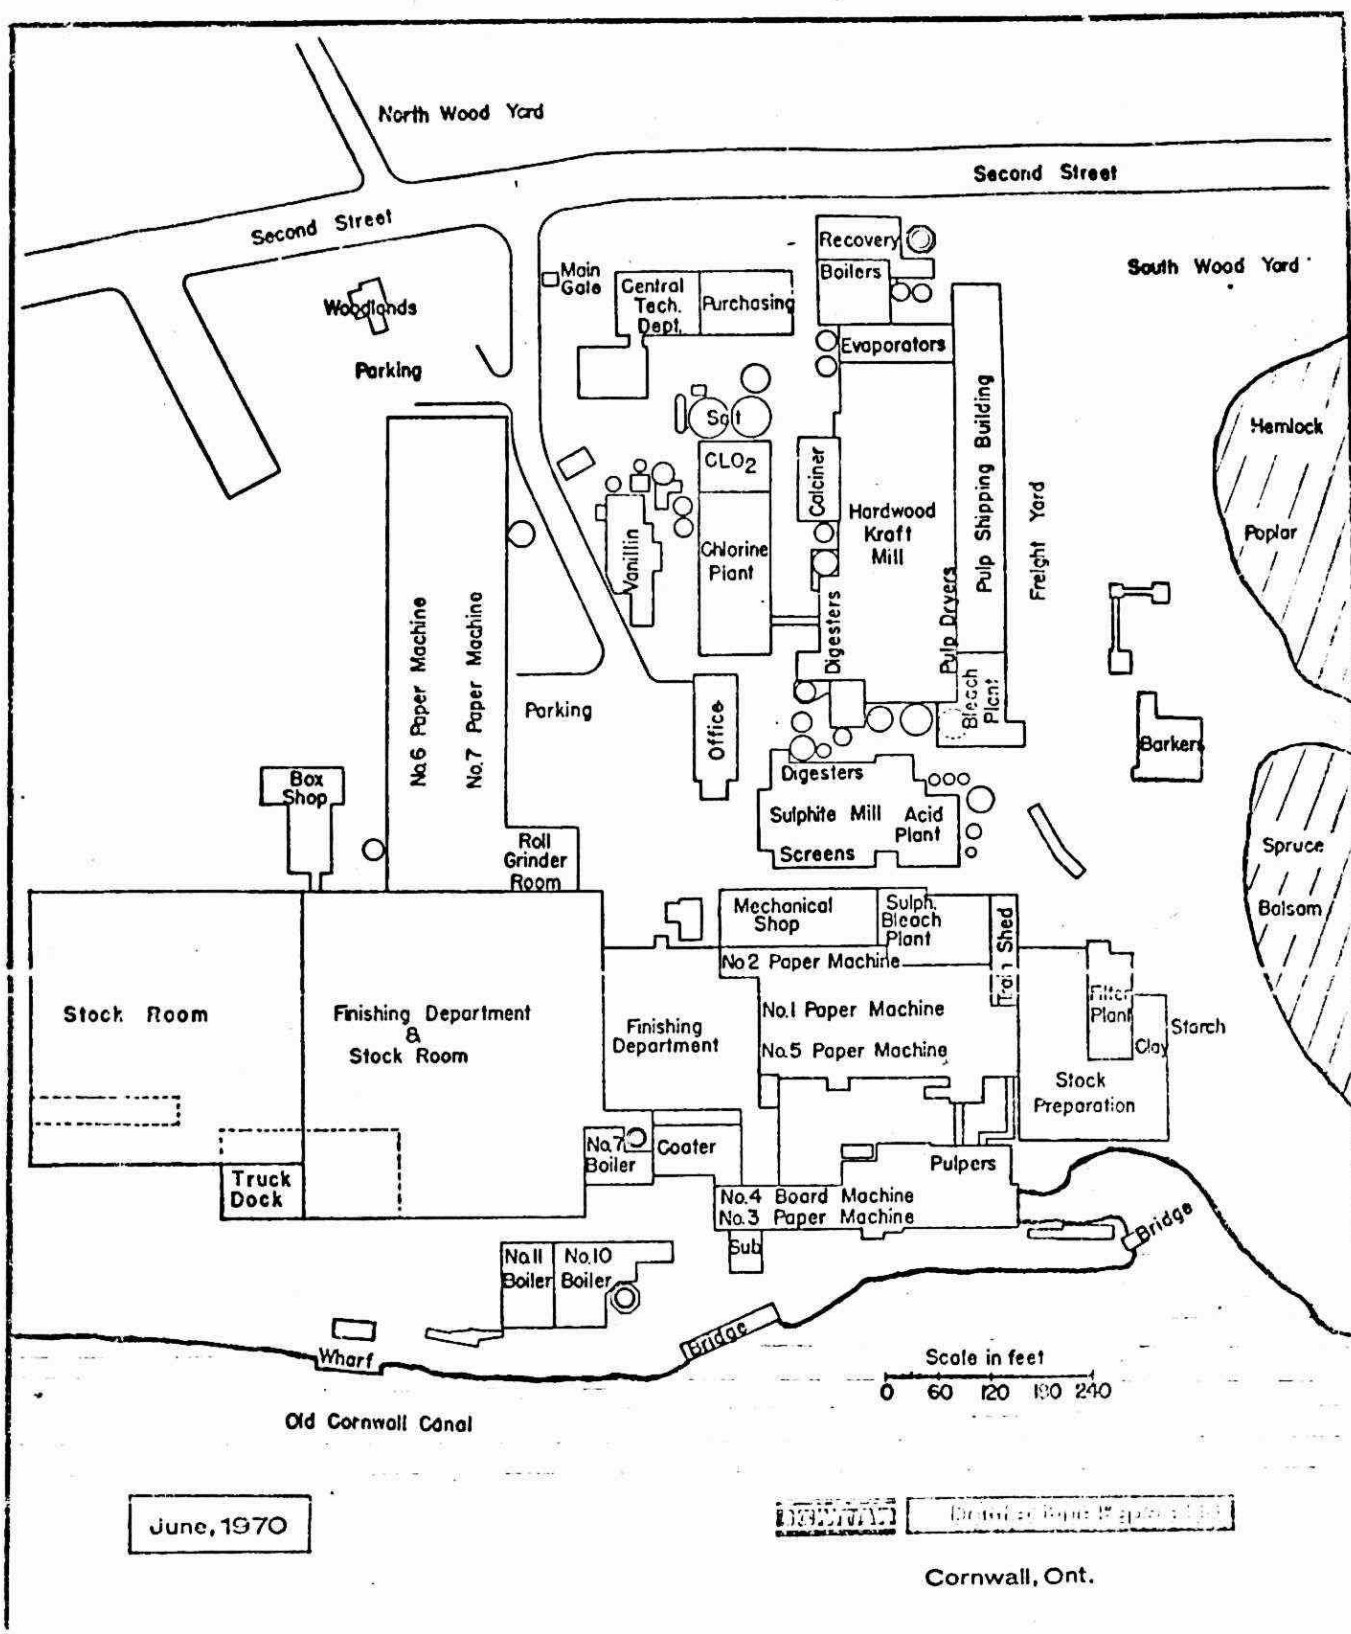 North Wood Yard
Second Street
Second Street
South Wood Yard
Main
Gate
Central
Tech.
Dept.
Purchasing
Recovery
Boilers
Woodlands
Parking
Evaporators
Salt
CLO2
Calciner
Hardwood
Kraft
Mill
Pulp Shipping Building
Freight Yard
Hemlock
Poplar
Vanillin
Chlorine
Plant
Digesters
Pulp Dryers
Bleach
Plant
No.6 Paper Machine
No.7 Paper Machine
Parking
Office
Barkers
Box
Shop
Digesters
Sulphite Mill
Acid
Plant
Screens
Roll
Grinder
Room
Spruce
Balsam
Mechanical
Shop
Sulph.
Bleach
Plant
Train Shed
No 2 Paper Machine
No.1 Paper Machine
No.5 Paper Machine
Stock Room
Finishing Department
&
Stock Room
Finishing
Department
Filter
Plant
Starch
Clay
Stock
Preparation
No.7
Boiler
Coater
Pulpers
Truck
Dock
No.4 Board Machine
No.3 Paper Machine
Sub
Bridge
No.11
Boiler
No.10
Boiler
Wharf
Bridge
Scale in feet
0 60 120 180 240
Old Cornwall Canal
June, 1970
Cornwall, Ont.